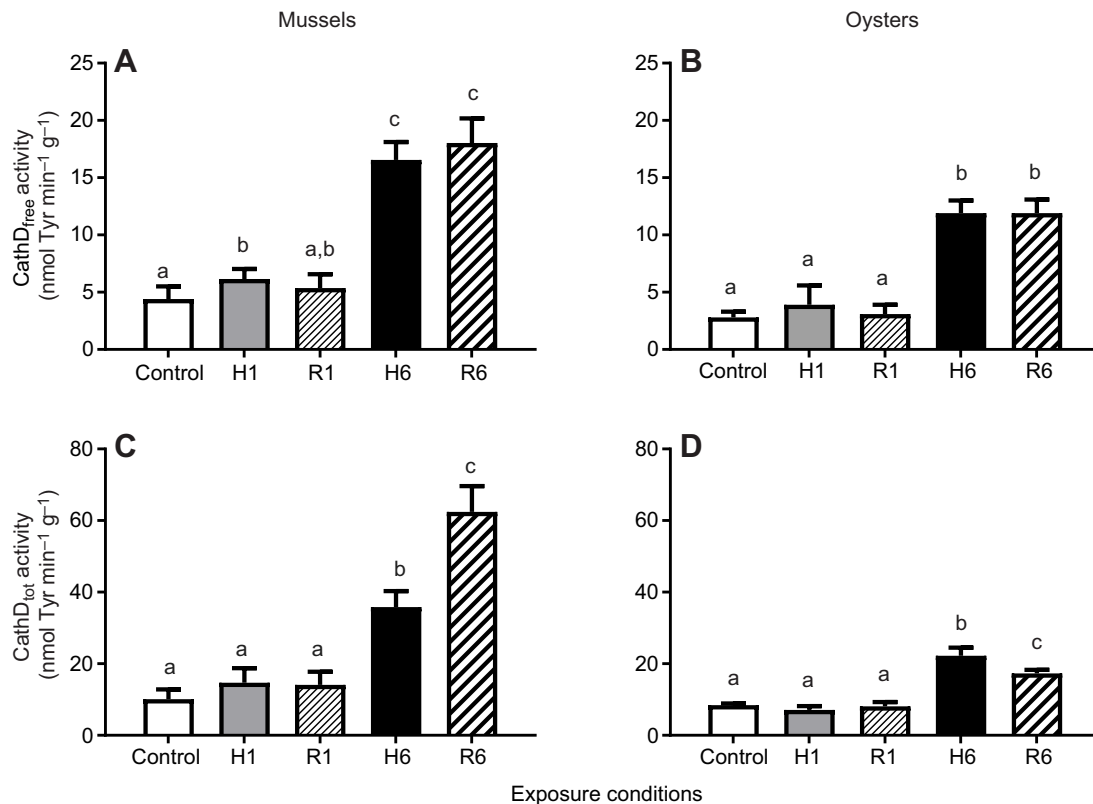 Mussels
Oysters
A
25
20
15
10
5
0
CathD_free activity
(nmol Tyr min⁻¹ g⁻¹)
a
b
a,b
c
c
Control H1 R1 H6 R6
B
25
20
15
10
5
0
a
a
a
b
b
Control H1 R1 H6 R6
C
80
60
40
20
0
CathD_tot activity
(nmol Tyr min⁻¹ g⁻¹)
a
a
a
b
c
Control H1 R1 H6 R6
D
80
60
40
20
0
a
a
a
b
c
Control H1 R1 H6 R6
Exposure conditions